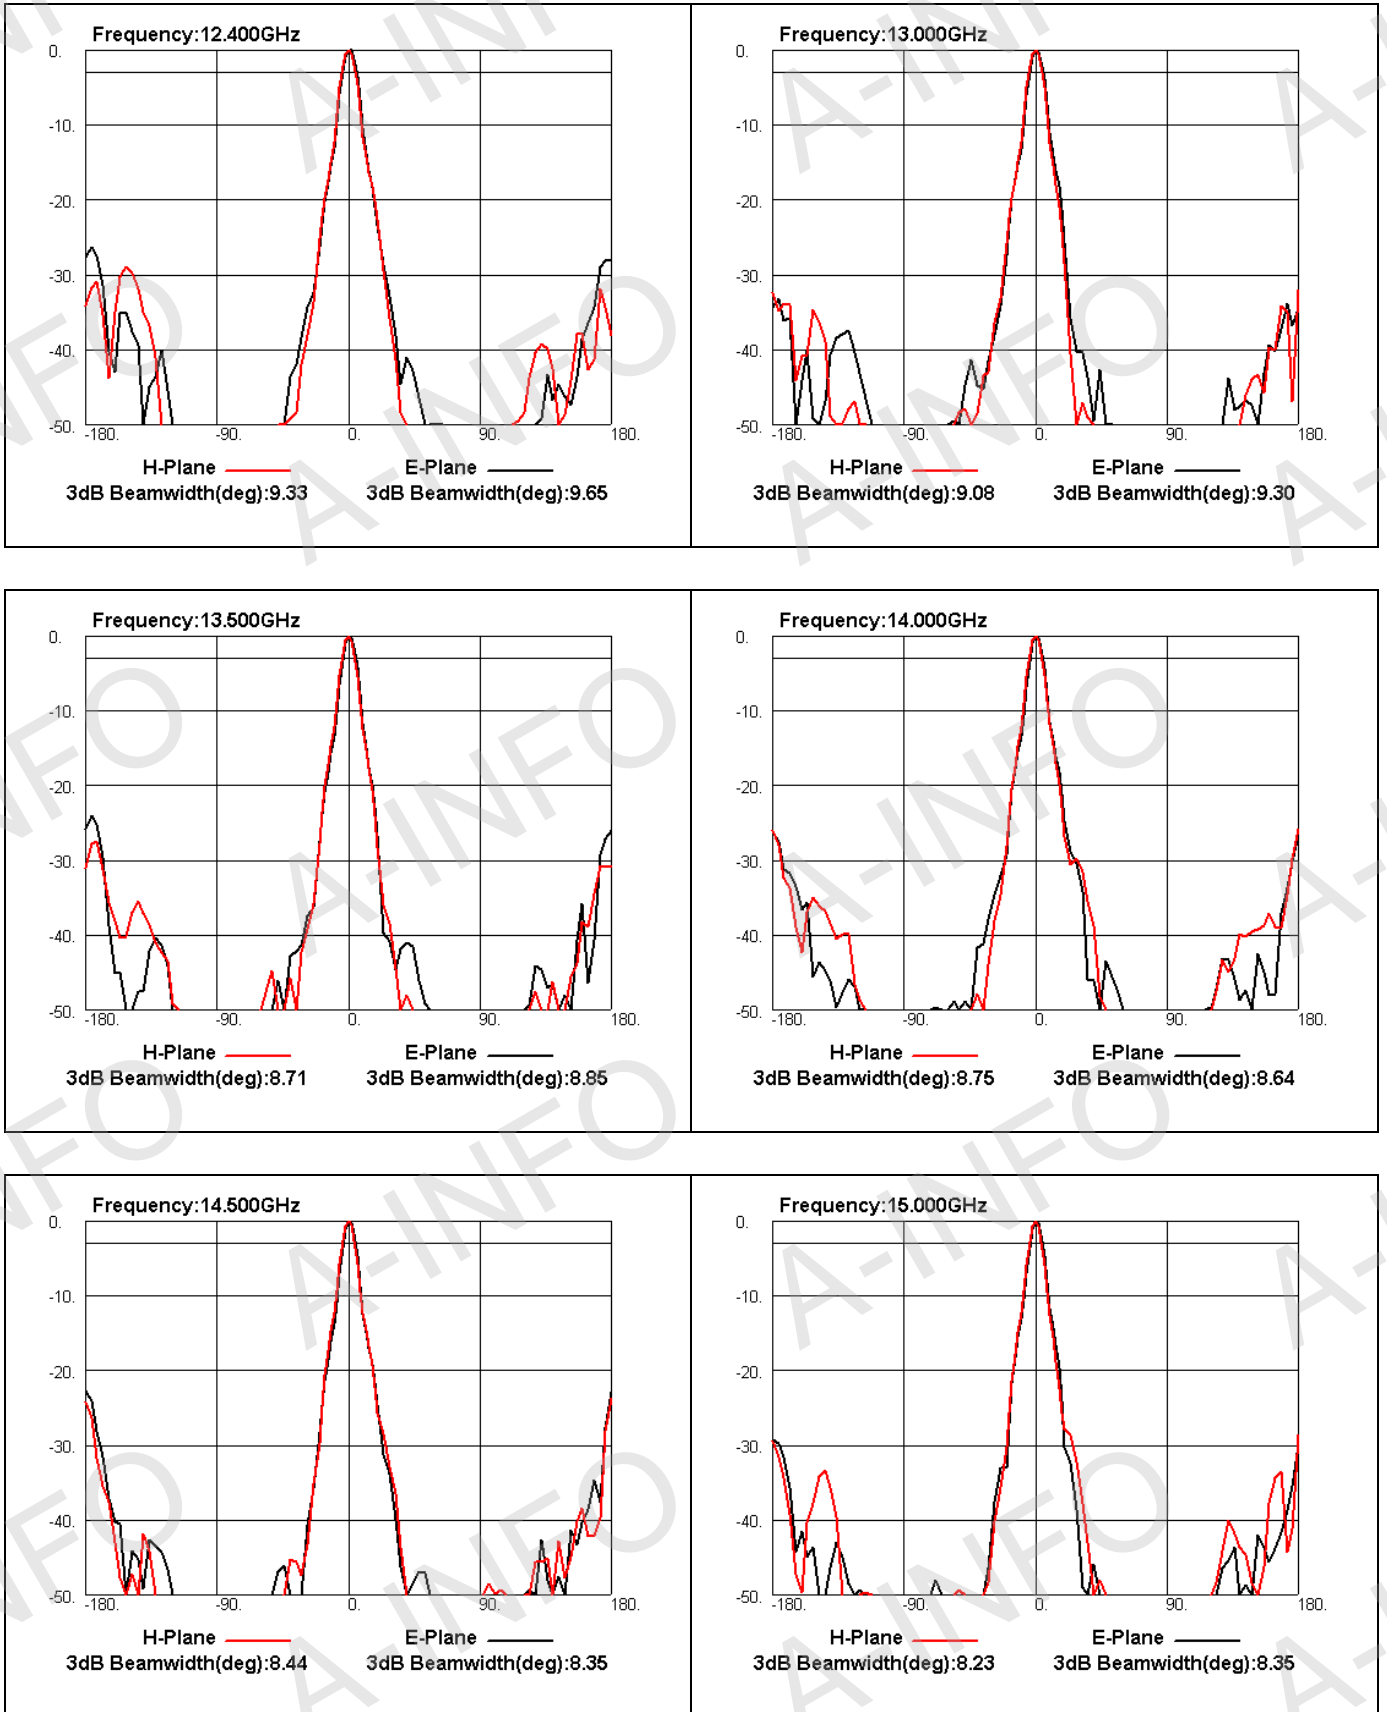 Frequency:12.400GHz
0.
-10.
-20.
-30.
-40.
-50.
-180. -90. 0. 90. 180.
H-Plane E-Plane
3dB Beamwidth(deg):9.33 3dB Beamwidth(deg):9.65
Frequency:13.000GHz
0.
-10.
-20.
-30.
-40.
-50.
-180. -90. 0. 90. 180.
H-Plane E-Plane
3dB Beamwidth(deg):9.08 3dB Beamwidth(deg):9.30
Frequency:13.500GHz
0.
-10.
-20.
-30.
-40.
-50.
-180. -90. 0. 90. 180.
H-Plane E-Plane
3dB Beamwidth(deg):8.71 3dB Beamwidth(deg):8.85
Frequency:14.000GHz
0.
-10.
-20.
-30.
-40.
-50.
-180. -90. 0. 90. 180.
H-Plane E-Plane
3dB Beamwidth(deg):8.75 3dB Beamwidth(deg):8.64
Frequency:14.500GHz
0.
-10.
-20.
-30.
-40.
-50.
-180. -90. 0. 90. 180.
H-Plane E-Plane
3dB Beamwidth(deg):8.44 3dB Beamwidth(deg):8.35
Frequency:15.000GHz
0.
-10.
-20.
-30.
-40.
-50.
-180. -90. 0. 90. 180.
H-Plane E-Plane
3dB Beamwidth(deg):8.23 3dB Beamwidth(deg):8.35
A-INFO
A-INFO
A-INFO
A-INFO
A-INFO
A-INFO